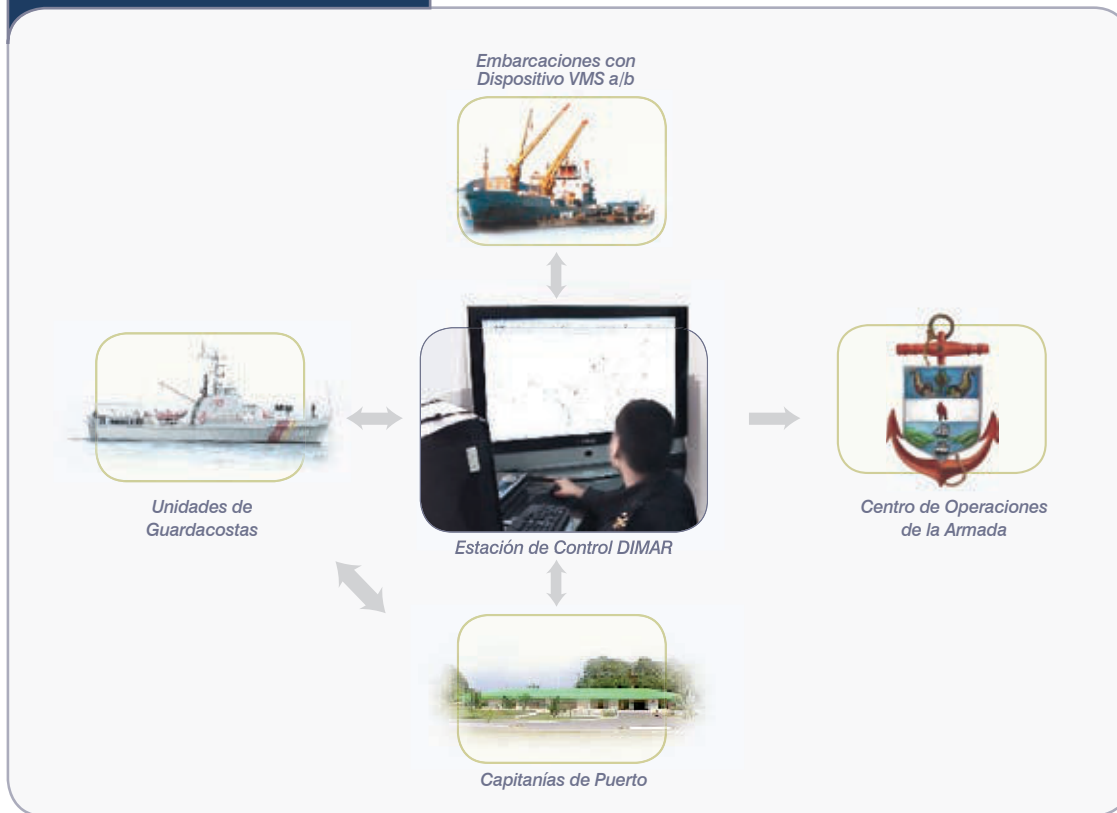 Embarcaciones con
Dispositivo VMS a/b
Unidades de
Guardacostas
Estación de Control DIMAR
Centro de Operaciones
de la Armada
Capitanías de Puerto